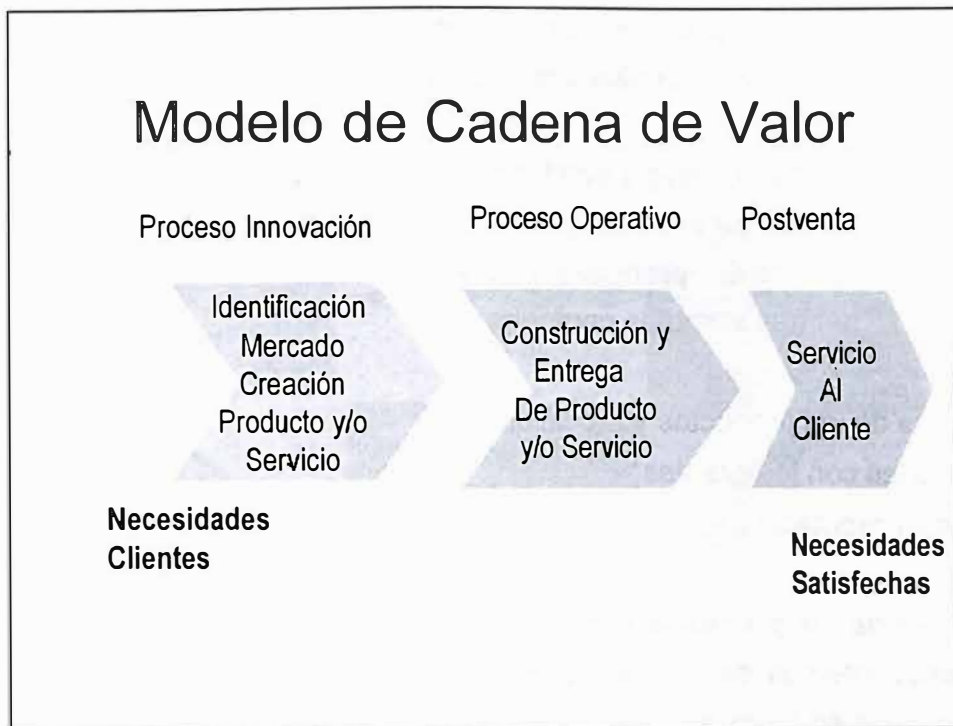 Modelo de Cadena de Valor
Proceso Innovación
Proceso Operativo
Postventa
Identificación
Mercado
Creación
Producto y/o
Servicio
Construcción y
Entrega
De Producto
y/o Servicio
Servicio
Al
Cliente
Necesidades
Clientes
Necesidades
Satisfechas